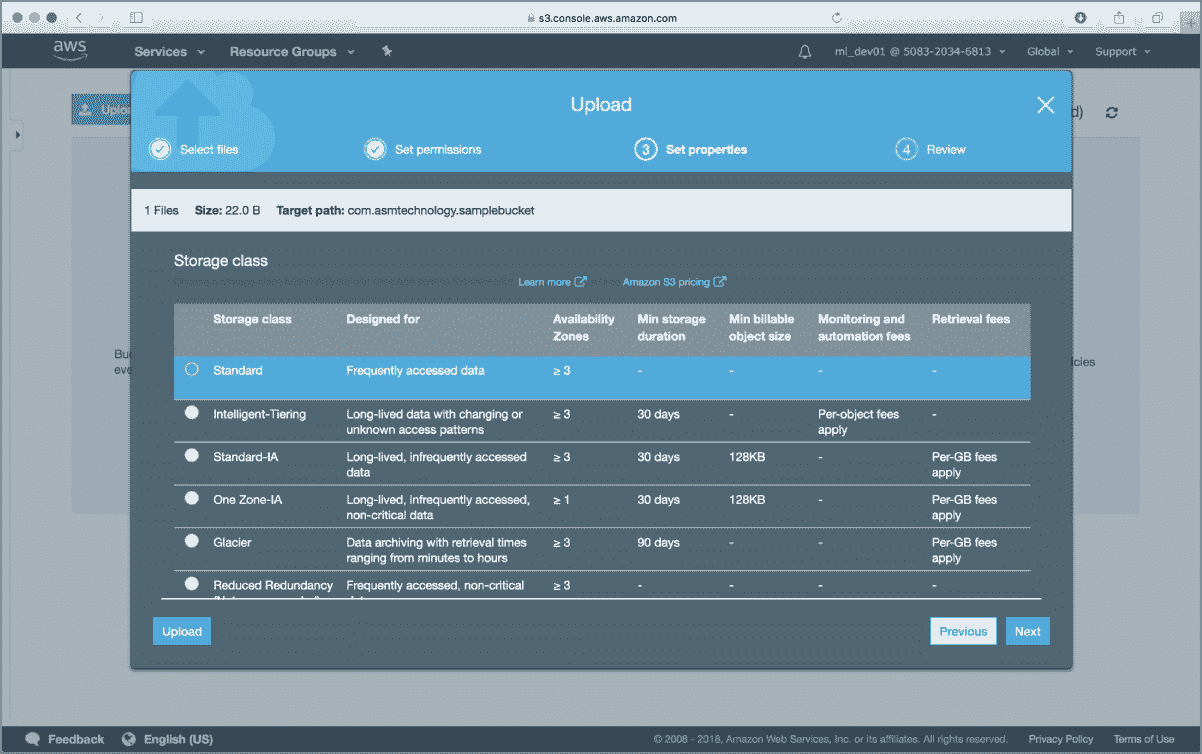 s3.console.aws.amazon.com
aws
Services
Resource Groups
ml_dev01 @ 5083-2034-6813
Global
Support
Upload
Select files
Set permissions
3
Set properties
4
Review
1 Files Size: 22.0 B Target path: com.asmtechnology.samplebucket
Storage class
Learn more
Amazon S3 pricing
Storage class
Designed for
Availability
Zones
Min storage
duration
Min billable
object size
Monitoring and
automation fees
Retrieval fees
Standard Frequently accessed data ≥ 3 - - - -
Intelligent-Tiering Long-lived data with changing or ≥ 3 30 days - Per-object fees -
unknown access patterns apply
Standard-IA Long-lived, infrequently accessed ≥ 3 30 days 128KB - Per-GB fees
data apply
One Zone-IA Long-lived, infrequently accessed, ≥ 1 30 days 128KB - Per-GB fees
non-critical data apply
Glacier Data archiving with retrieval times ≥ 3 90 days - - Per-GB fees
ranging from minutes to hours apply
Reduced Redundancy Frequently accessed, non-critical ≥ 3 - - - -
Upload
Previous
Next
Feedback
English (US)
© 2008 - 2018, Amazon Web Services, Inc. or its affiliates. All rights reserved.
Privacy Policy
Terms of Use